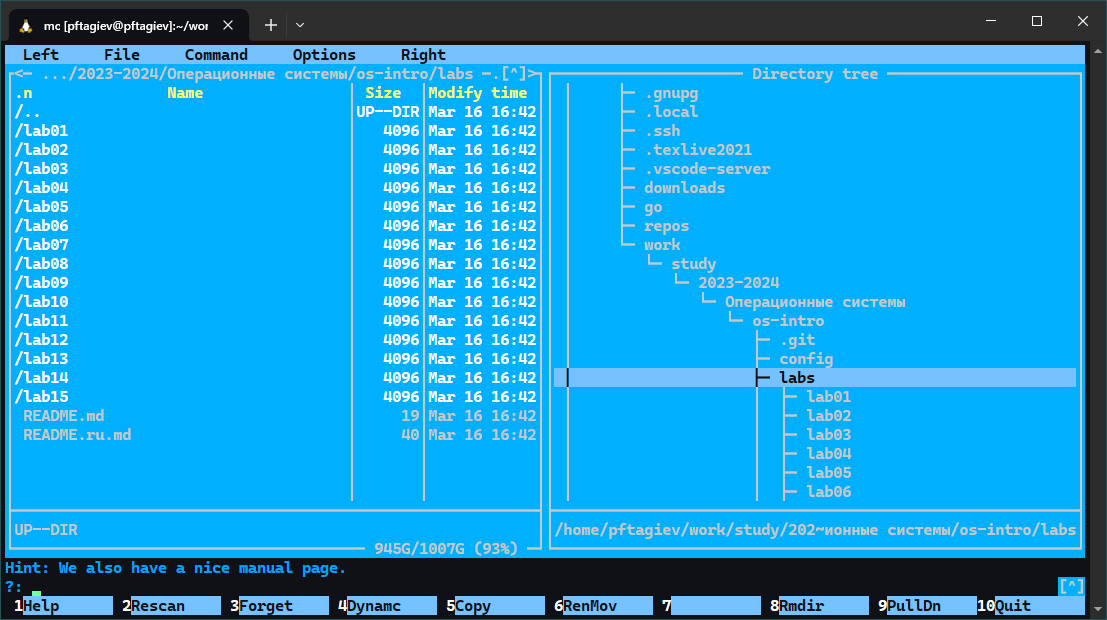 mc [pftagiev@pftagiev]:~/wor
Left File Command Options Right
<— .../2023-2024/Операционные системы/os-intro/labs —.[^]>
.n Name Size Modify time
/.. UP--DIR Mar 16 16:42
/lab01 4096 Mar 16 16:42
/lab02 4096 Mar 16 16:42
/lab03 4096 Mar 16 16:42
/lab04 4096 Mar 16 16:42
/lab05 4096 Mar 16 16:42
/lab06 4096 Mar 16 16:42
/lab07 4096 Mar 16 16:42
/lab08 4096 Mar 16 16:42
/lab09 4096 Mar 16 16:42
/lab10 4096 Mar 16 16:42
/lab11 4096 Mar 16 16:42
/lab12 4096 Mar 16 16:42
/lab13 4096 Mar 16 16:42
/lab14 4096 Mar 16 16:42
/lab15 4096 Mar 16 16:42
README.md 19 Mar 16 16:42
README.ru.md 40 Mar 16 16:42
UP--DIR
945G/1007G (93%)
Directory tree
.gnupg
.local
.ssh
.texlive2021
.vscode-server
downloads
go
repos
work
study
2023-2024
Операционные системы
os-intro
.git
config
labs
lab01
lab02
lab03
lab04
lab05
lab06
/home/pftagiev/work/study/202~ионные системы/os-intro/labs
Hint: We also have a nice manual page.
?: [^]
1Help 2Rescan 3Forget 4Dynamc 5Copy 6RenMov 7 8Rmdir 9PullDn 10Quit